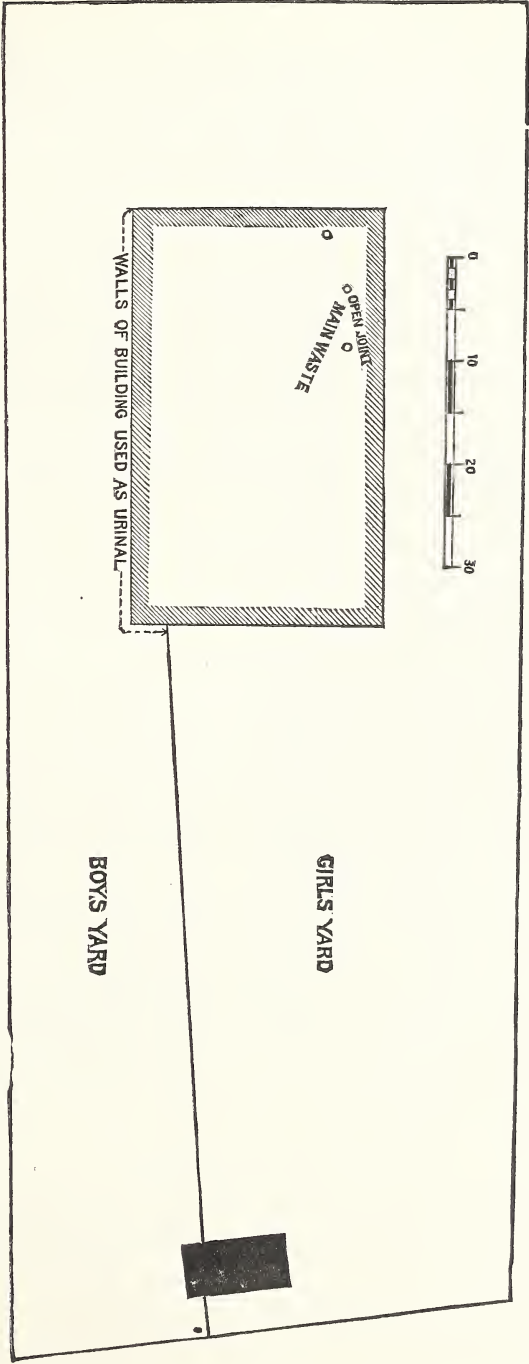 0 10 20 30
OPEN JOINT
MAIN WASTE
WALLS OF BUILDING USED AS URINAL
GIRLS YARD
BOYS YARD